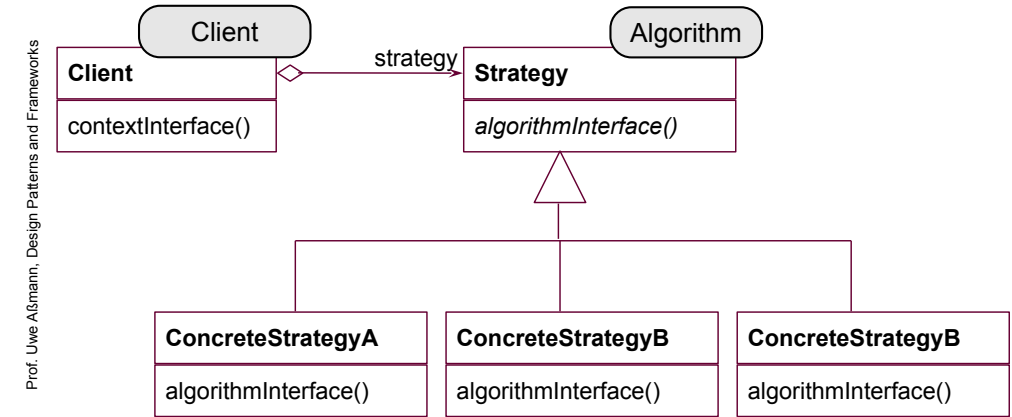 Client
Algorithm
strategy
Client
Strategy
contextInterface()
algorithmInterface()
ConcreteStrategyA
ConcreteStrategyB
ConcreteStrategyB
algorithmInterface()
algorithmInterface()
algorithmInterface()
Prof. Uwe Aßmann, Design Patterns and Frameworks